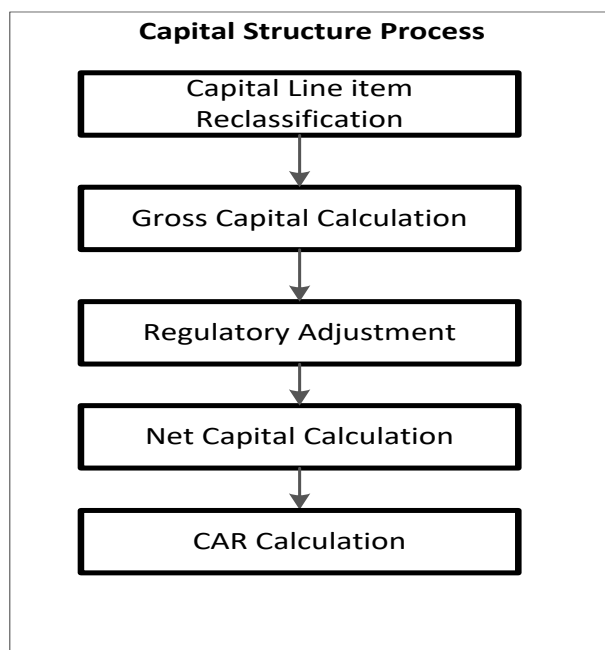 Capital Structure Process
Capital Line item
Reclassification
Gross Capital Calculation
Regulatory Adjustment
Net Capital Calculation
CAR Calculation